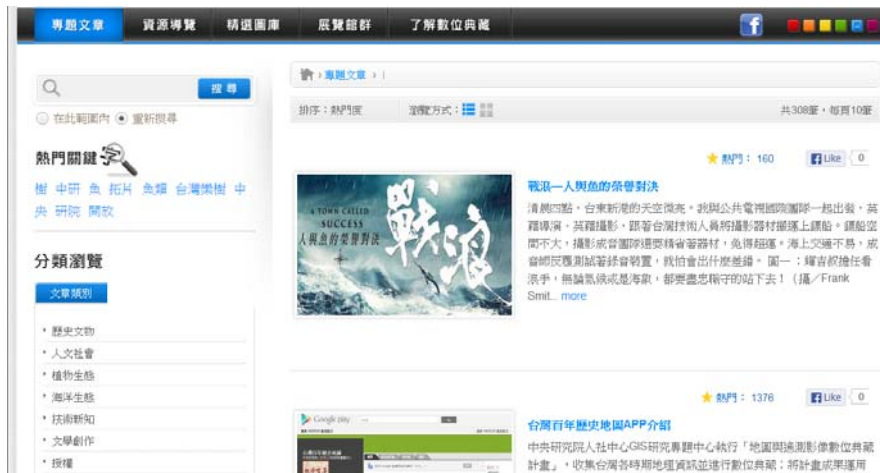 專題文章 資源導覽 精選圖庫 展覽館群 了解數位典藏
搜尋
在此範圍內 重新搜尋
熱門關鍵字
樹 中研 魚 拓片 魚類 台灣懶樹 中
央 研院 開放
分類瀏覽
文章類別
歷史文物
人文社會
植物生態
海洋生態
技術新知
文學創作
授權
專題文章
排序:熱門度 瀏覽方式: 共308筆,每頁10筆
熱門: 160 Like 0
A TOWN CALLED
SUCCESS
人與魚的榮譽對決
戰浪
戰浪—人與魚的榮譽對決
清晨四點,台東新港的天空微亮。我與公共電視國際團隊一起出發,英
籍導演、英籍攝影,跟著台灣技術人員將攝影器材搬運上鏢船。鏢船空
間不大,攝影或音團隊還要精省著器材,免得超重。海上交通不易,成
音師反覆測試著錄音裝置,就怕會出什麼差錯。 圖一:鏢吉叔擔任看
浪手,無論氣候或是海象,都要盡忠職守的站下去!(攝/Frank
Smit... more
熱門: 1376 Like 0
Google play
台灣百年歷史地圖APP介紹
中央研究院人社中心GIS研究專題中心執行「地圖與遙測影像數位典藏
計畫」,收集台灣各時期地理資訊並進行數位典藏;將計畫成果運用